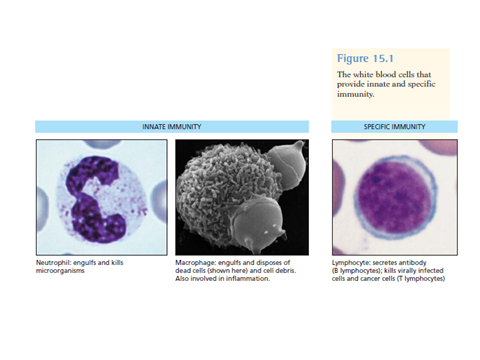 Figure 15.1
The white blood cells that
provide innate and specific
immunity.
INNATE IMMUNITY
SPECIFIC IMMUNITY
Neutrophil: engulfs and kills
microorganisms
Macrophage: engulfs and disposes of
dead cells (shown here) and cell debris.
Also involved in inflammation.
Lymphocyte: secretes antibody
(B lymphocytes); kills virally infected
cells and cancer cells (T lymphocytes)